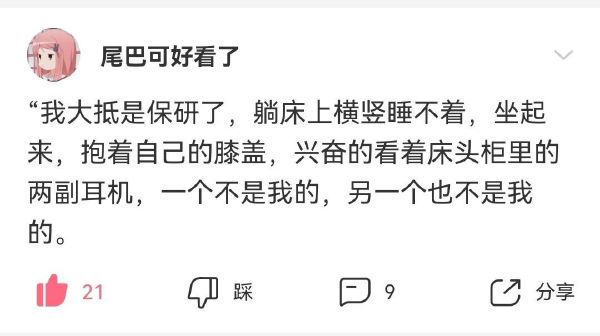 尾巴可好看了
“我大抵是保研了，躺床上横竖睡不着，坐起
来，抱着自己的膝盖，兴奋的看着床头柜里的
两副耳机，一个不是我的，另一个也不是我
的。
21 踩 9 分享